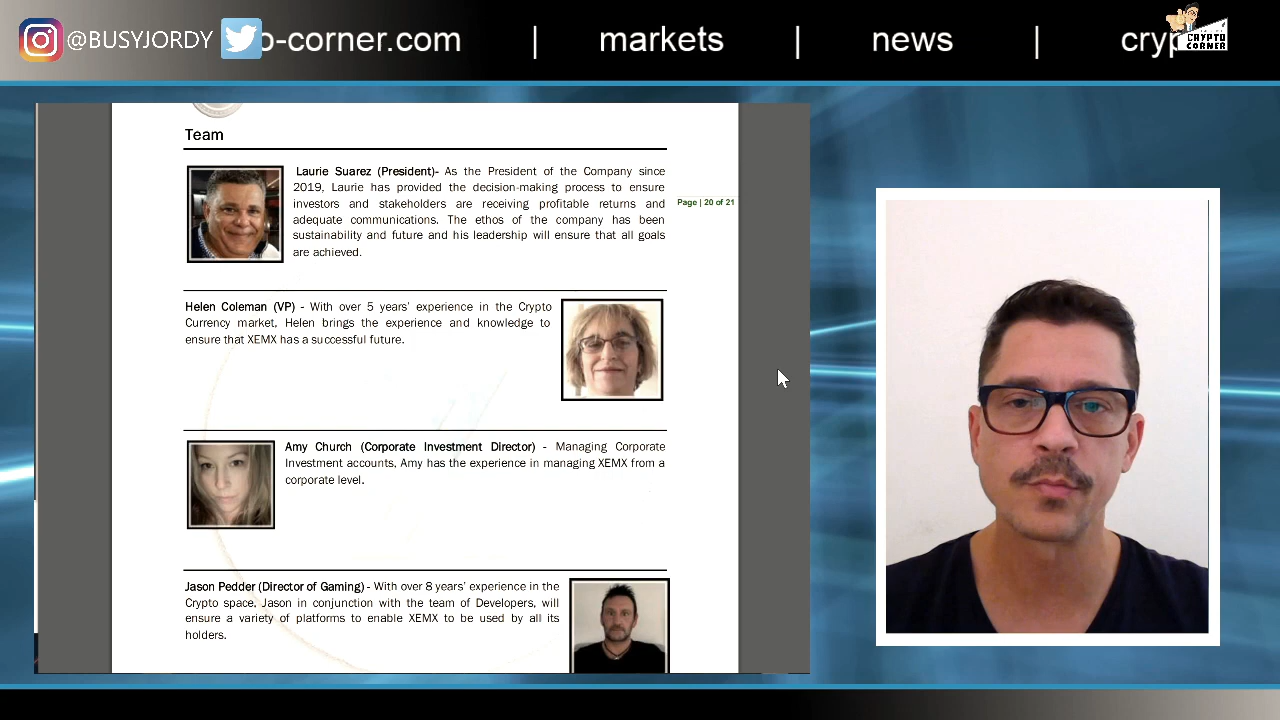 @BUSYJORDY
o-corner.com | markets | news | cryp
CRYPTO
CORNER
Team
Laurie Suarez (President)- As the President of the Company since
2019, Laurie has provided the decision-making process to ensure
investors and stakeholders are receiving profitable returns and
adequate communications. The ethos of the company has been
sustainability and future and his leadership will ensure that all goals
are achieved.
Page | 20 of 21
Helen Coleman (VP) - With over 5 years’ experience in the Crypto
Currency market, Helen brings the experience and knowledge to
ensure that XEMX has a successful future.
Amy Church (Corporate Investment Director) - Managing Corporate
Investment accounts, Amy has the experience in managing XEMX from a
corporate level.
Jason Pedder (Director of Gaming) - With over 8 years’ experience in the
Crypto space, Jason in conjunction with the team of Developers, will
ensure a variety of platforms to enable XEMX to be used by all its
holders.